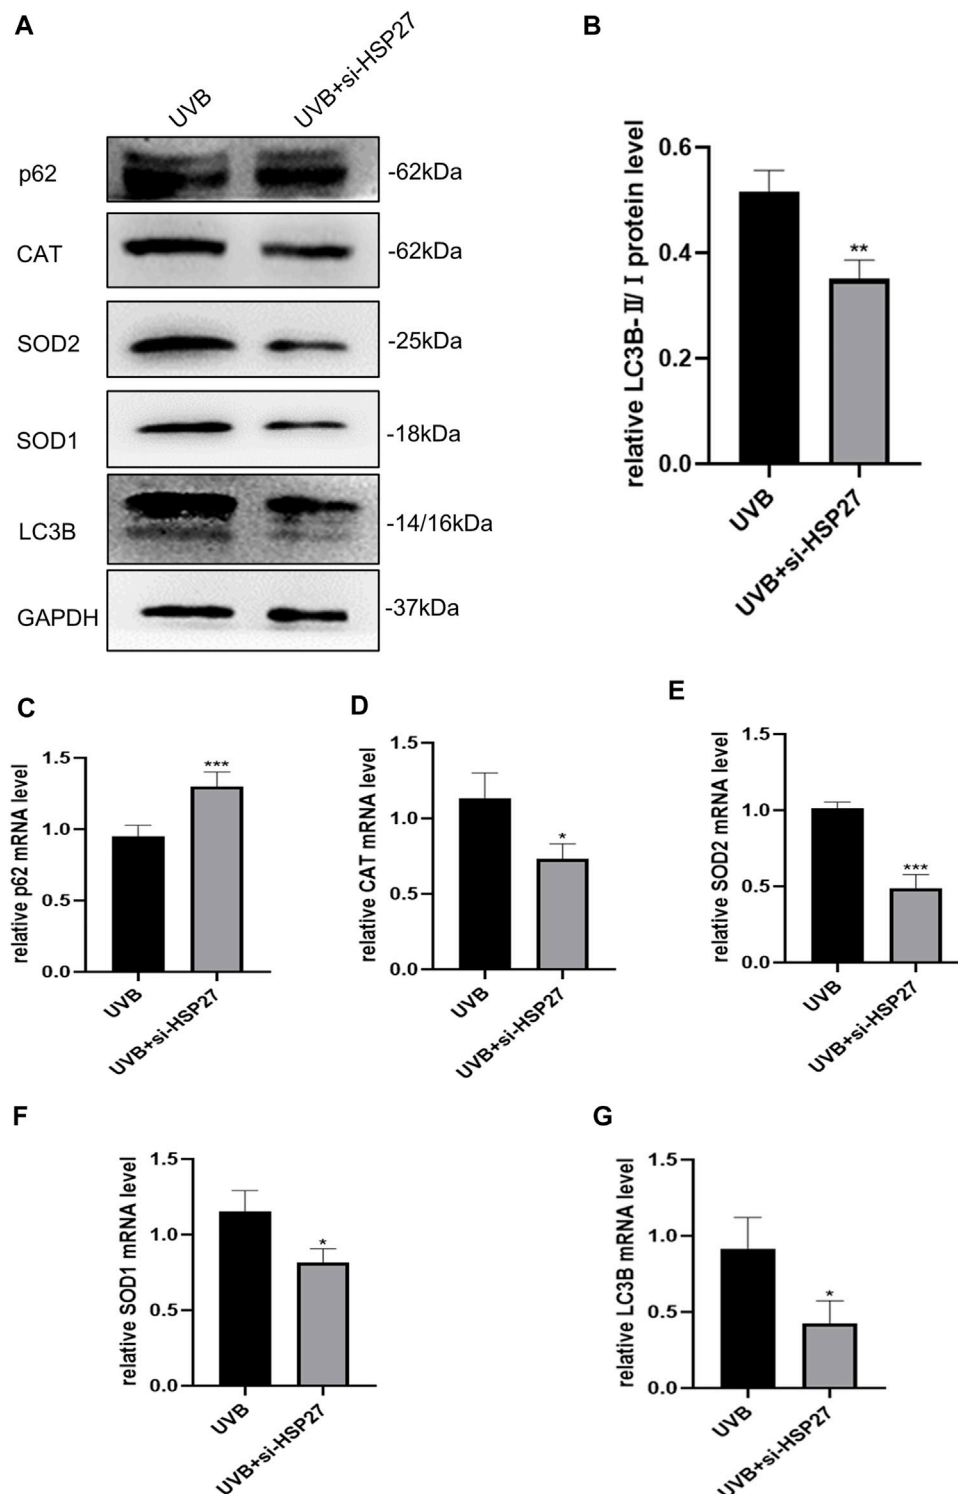 A
UVB
UVB+si-HSP27
p62
-62kDa
CAT
-62kDa
SOD2
-25kDa
SOD1
-18kDa
LC3B
-14/16kDa
GAPDH
-37kDa
B
relative LC3B-Ⅱ/Ⅰ protein level
0.6
0.4
0.2
0.0
**
UVB
UVB+si-HSP27
C
relative p62 mRNA level
1.5
1.0
0.5
0.0
***
UVB
UVB+si-HSP27
D
relative CAT mRNA level
1.5
1.0
0.5
0.0
*
UVB
UVB+si-HSP27
E
relative SOD2 mRNA level
1.5
1.0
0.5
0.0
***
UVB
UVB+si-HSP27
F
relative SOD1 mRNA level
1.5
1.0
0.5
0.0
*
UVB
UVB+si-HSP27
G
relative LC3B mRNA level
1.5
1.0
0.5
0.0
*
UVB
UVB+si-HSP27